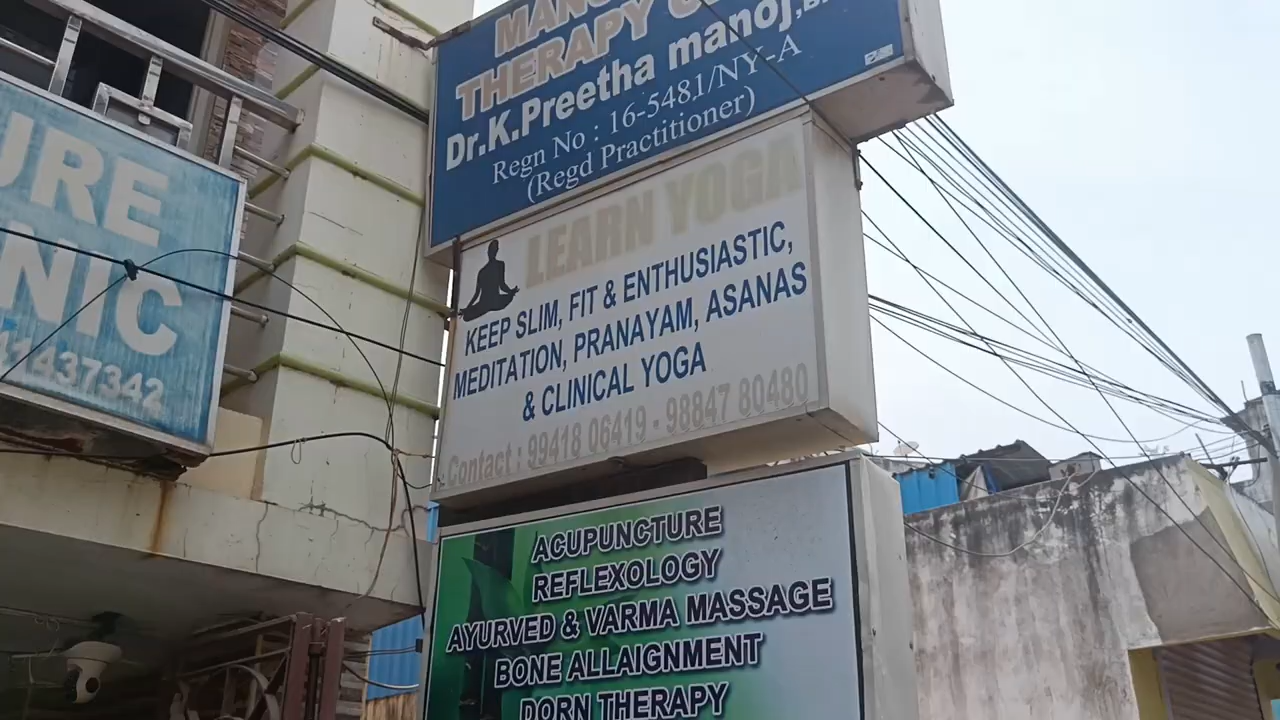 URE
NIC
41437342
THERAPY
Dr.K.Preetha manoj,
Regn No : 16-5481/NY-A
(Regd Practitioner)
LEARN YOGA
KEEP SLIM, FIT & ENTHUSIASTIC,
MEDITATION, PRANAYAM, ASANAS
& CLINICAL YOGA
Contact : 99418 06419 - 98847 80480
ACUPUNCTURE
REFLEXOLOGY
AYURVED & VARMA MASSAGE
BONE ALLAIGNMENT
DORN THERAPY